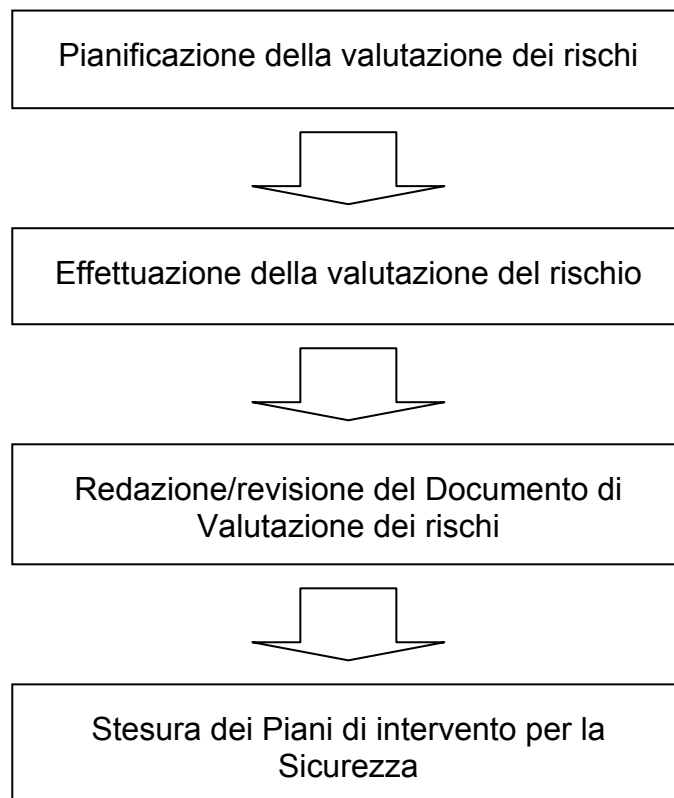 Pianificazione della valutazione dei rischi
Effettuazione della valutazione del rischio
Redazione/revisione del Documento di
Valutazione dei rischi
Stesura dei Piani di intervento per la
Sicurezza